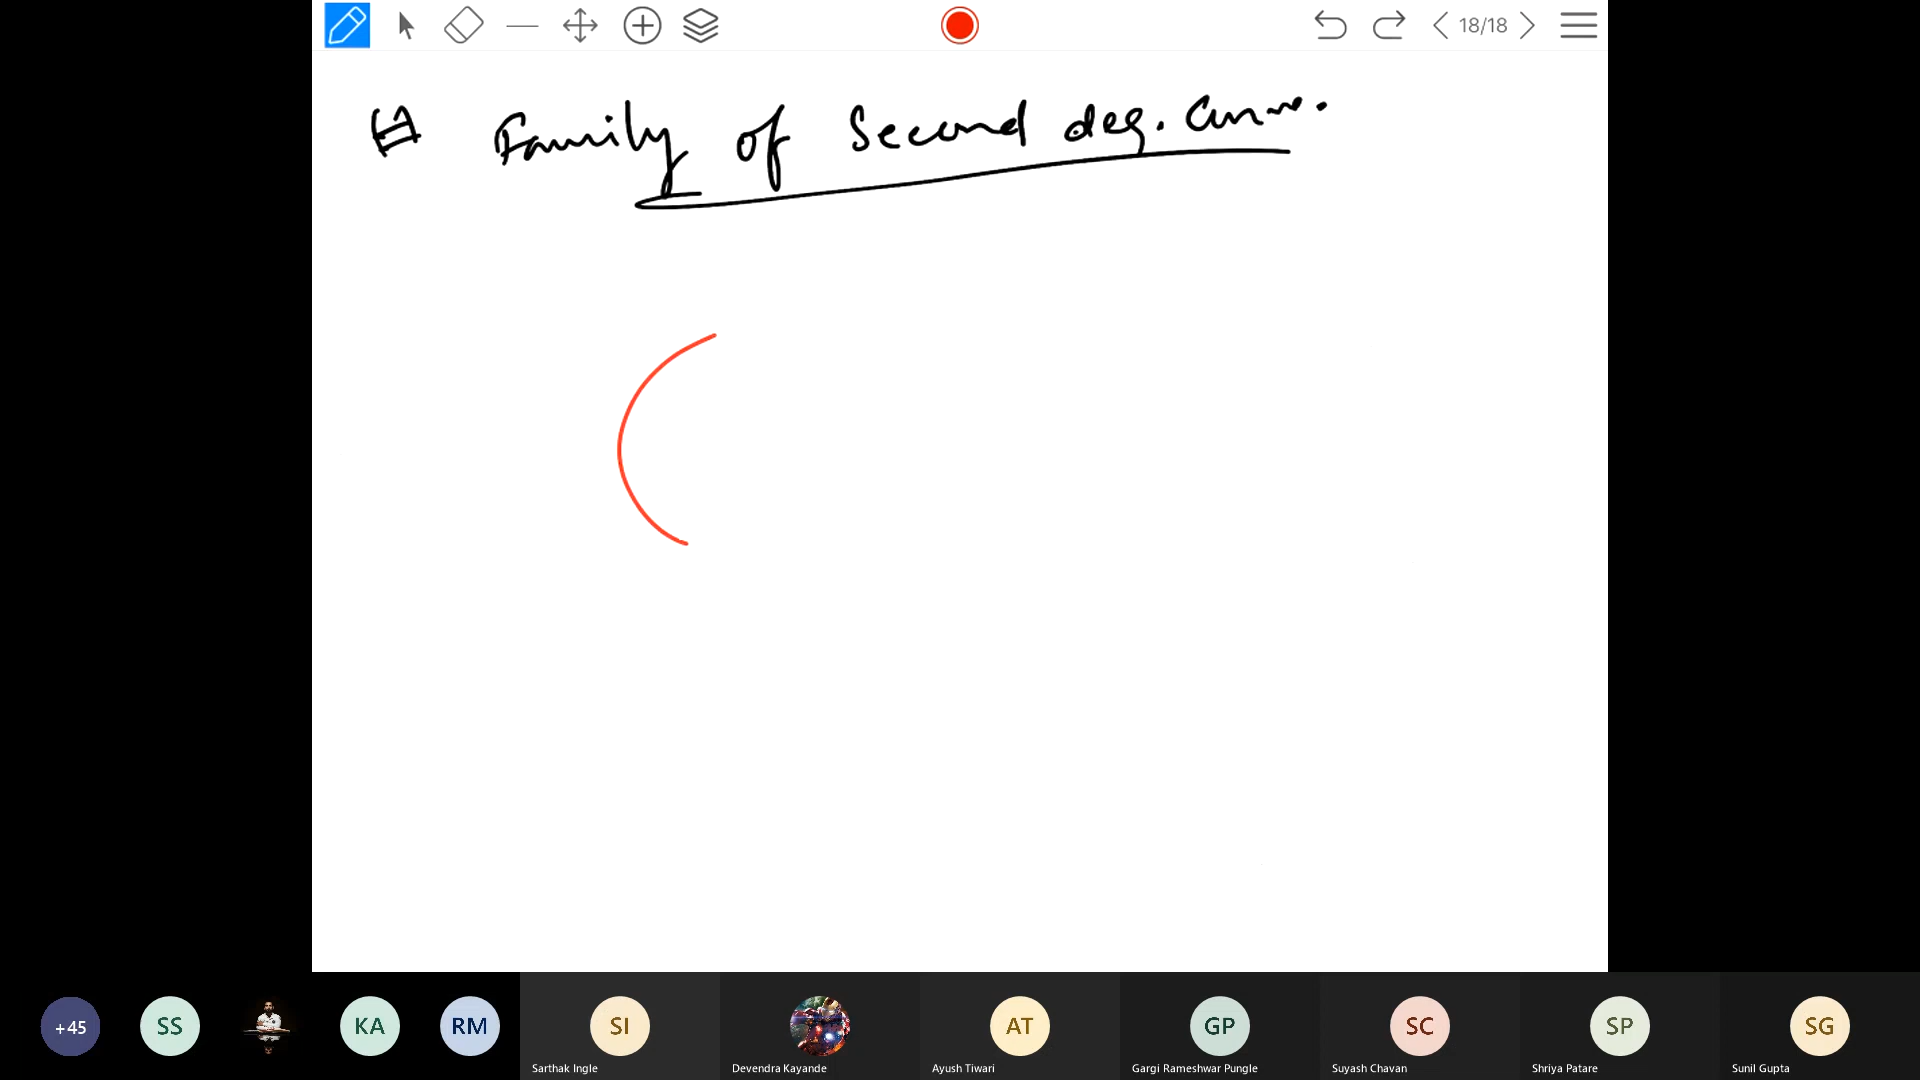 18/18
# Family of Second deg. Curve.
+45
SS
KA
RM
SI
AT
GP
SC
SP
SG
Sarthak Ingle
Devendra Kayande
Ayush Tiwari
Gargi Rameshwar Pungle
Suyash Chavan
Shriya Patare
Sunil Gupta